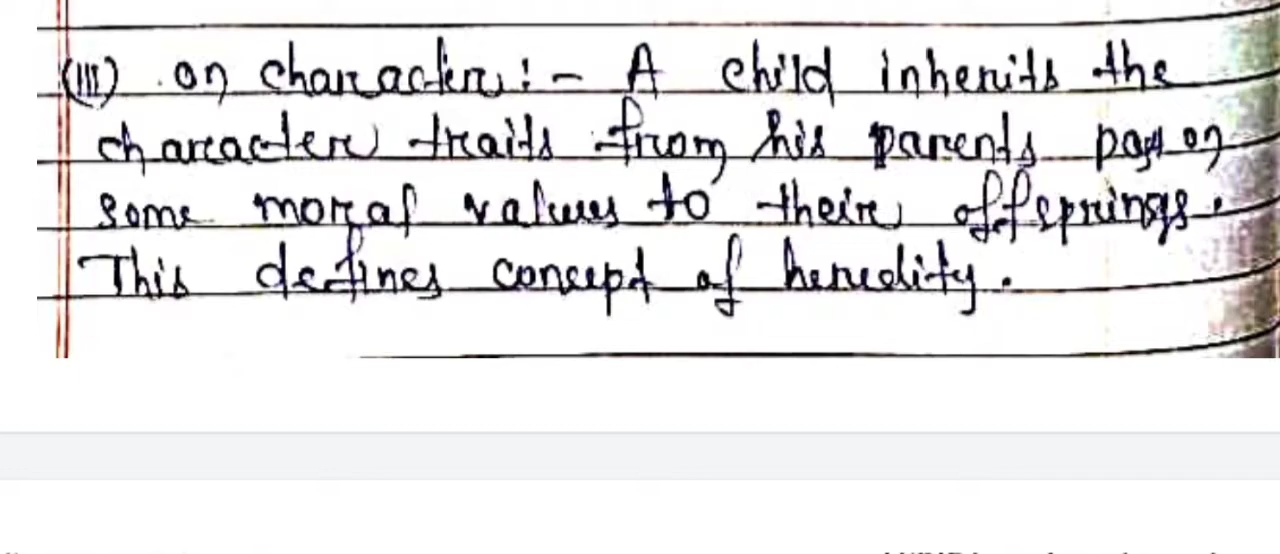 (III) on character:- A child inherits the
character traits from his parents pass on
some moral values to their offsprings.
This defines concept of heredity.